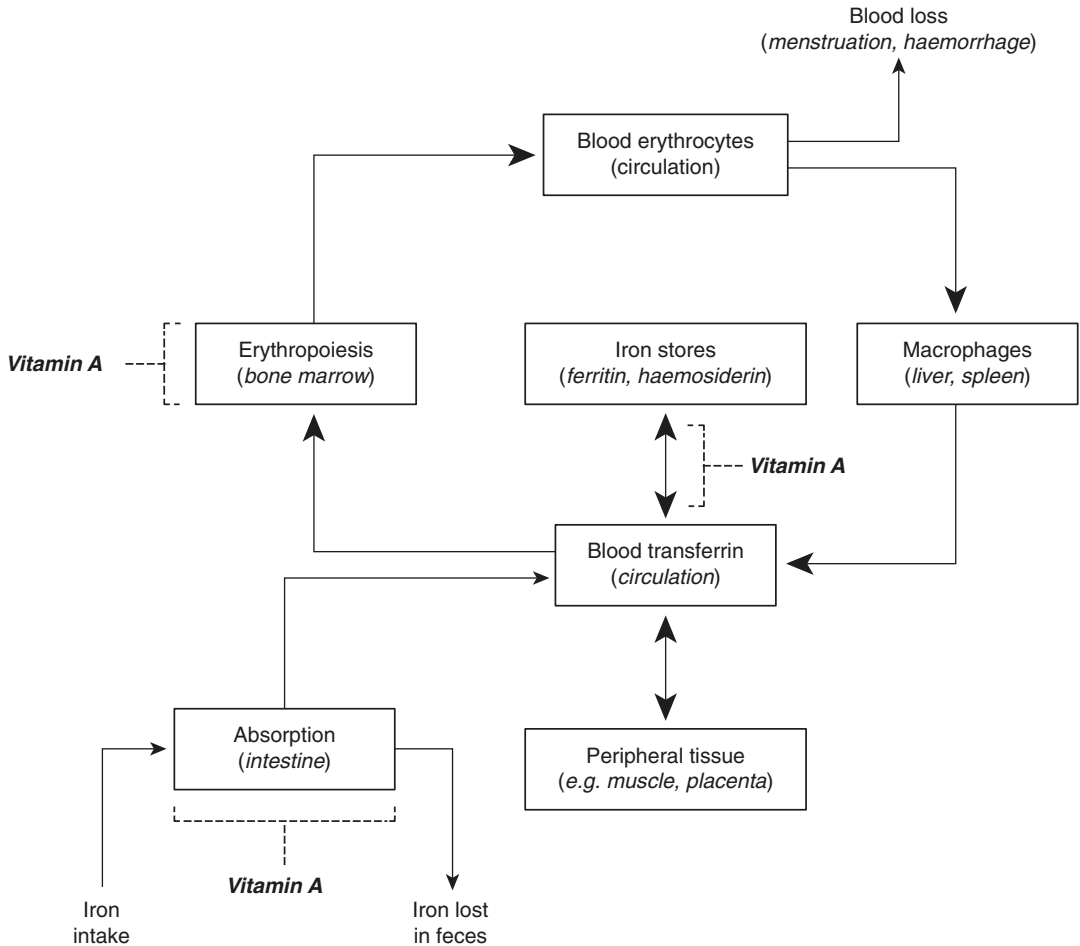 Blood loss
(menstruation, haemorrhage)
Blood erythrocytes
(circulation)
Vitamin A
Erythropoiesis
(bone marrow)
Iron stores
(ferritin, haemosiderin)
Macrophages
(liver, spleen)
Vitamin A
Blood transferrin
(circulation)
Absorption
(intestine)
Peripheral tissue
(e.g. muscle, placenta)
Vitamin A
Iron
intake
Iron lost
in feces